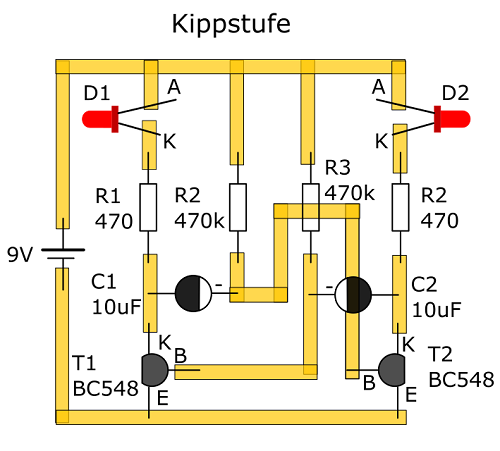 Kippstufe
A
A
D1
D2
K
K
R3
R1
R2
470k
R2
470
470k
470
9V
C1
-
-
C2
10uF
10uF
K
K
T1
B
T2
BC548
B
BC548
E
E